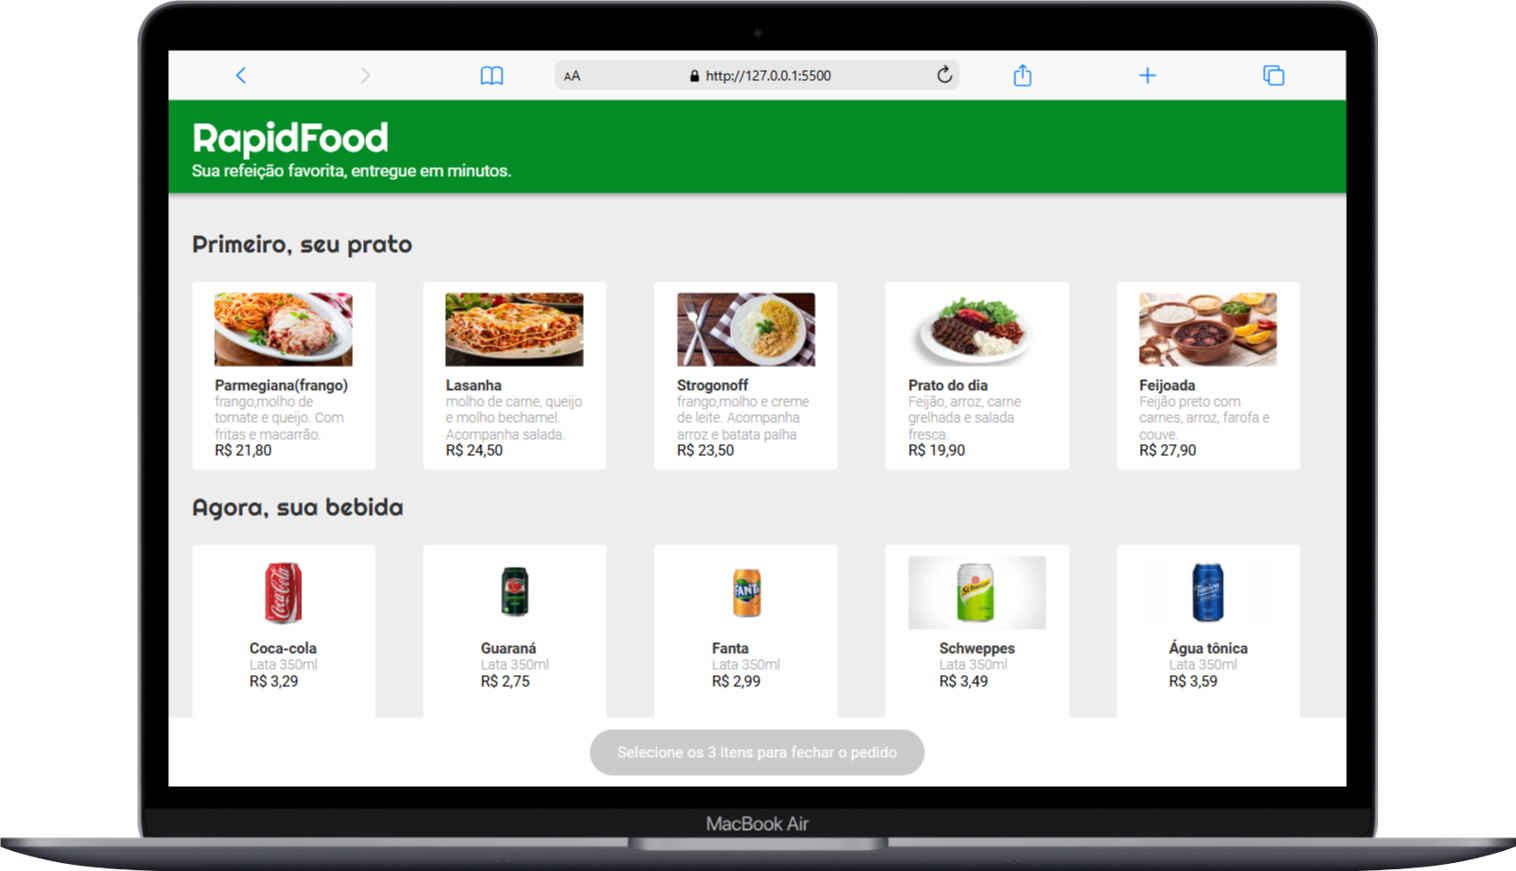 AA
http://127.0.0.1:5500
RapidFood
Sua refeição favorita, entregue em minutos.
Primeiro, seu prato
Parmegiana(frango)
frango,molho de
tomate e queijo. Com
fritas e macarrão.
R$ 21,80
Lasanha
molho de carne, queijo
e molho bechamel.
Acompanha salada.
R$ 24,50
Strogonoff
frango,molho e creme
de leite. Acompanha
arroz e batata palha
R$ 23,50
Prato do dia
Feijão, arroz, carne
grelhada e salada
fresca.
R$ 19,90
Feijoada
Feijão preto com
carnes, arroz, farofa e
couve.
R$ 27,90
Agora, sua bebida
Coca-Cola
Coca-cola
Lata 350ml
R$ 3,29
Guaraná
Lata 350ml
R$ 2,75
FANTA
Fanta
Lata 350ml
R$ 2,99
Schweppes
Lata 350ml
R$ 3,49
Água tônica
Lata 350ml
R$ 3,59
Selecione os 3 itens para fechar o pedido
MacBook Air